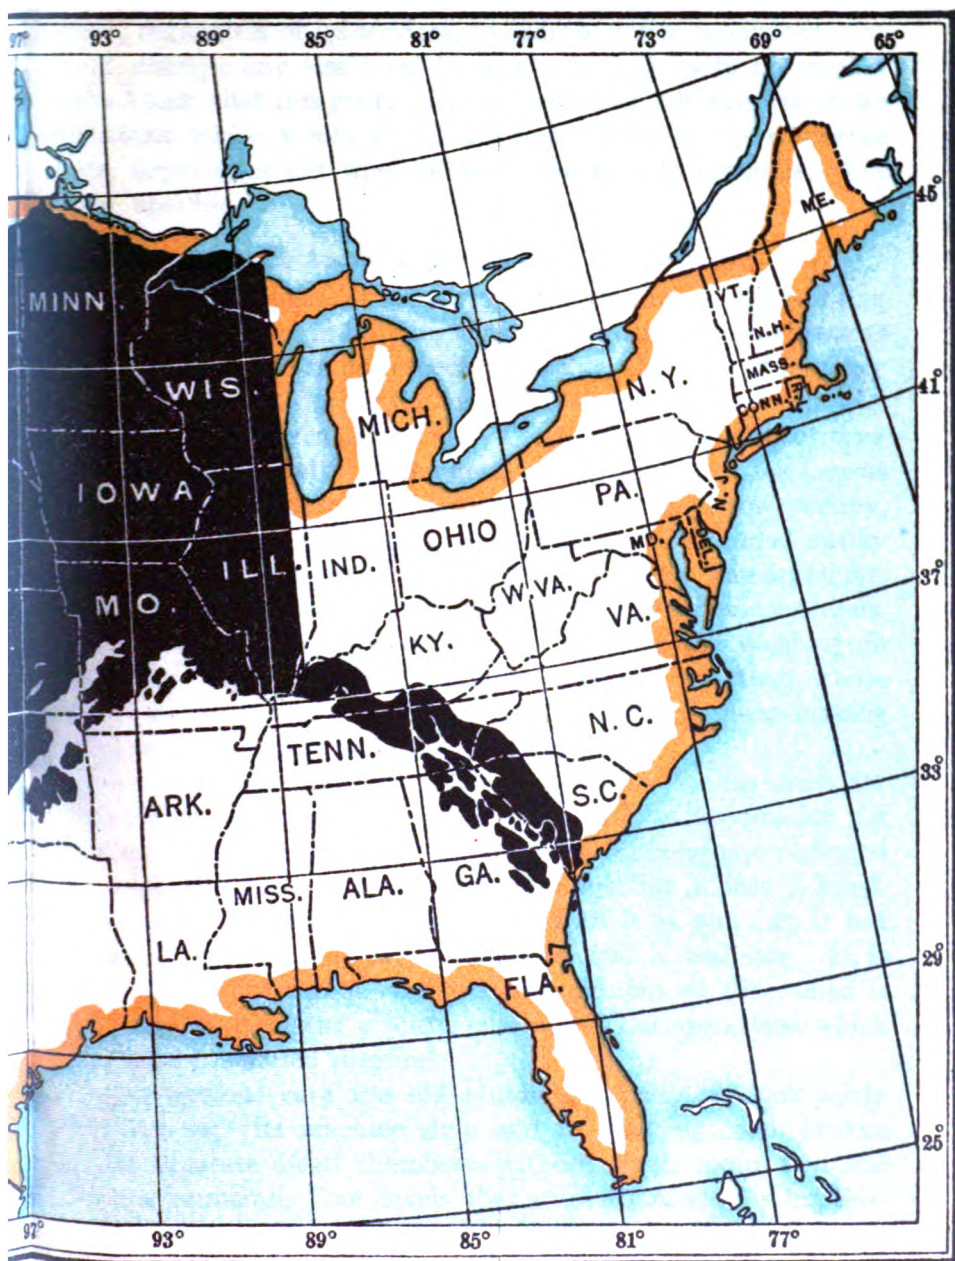 97° 93° 89° 85° 81° 77° 73° 69° 65°
45°
ME.
MINN.
VT.
N.H.
WIS.
MASS.
41°
N.Y.
CONN.
R.I.
MICH.
IOWA
PA.
N.J.
OHIO
MD.
DEL.
ILL.
IND.
W.VA.
37°
MO.
VA.
KY.
N.C.
TENN.
33°
S.C.
ARK.
GA.
ALA.
MISS.
LA.
29°
FLA.
25°
97° 93° 89° 85° 81° 77°